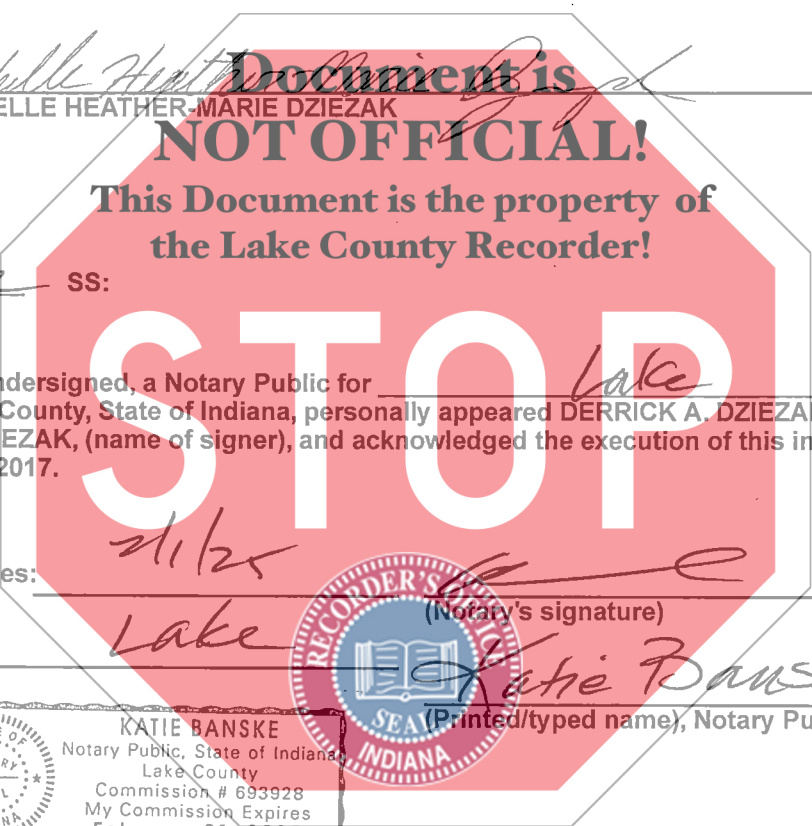 Document is
ELLE HEATHER-MARIE DZIEZAK
NOT OFFICIAL!
This Document is the property of
the Lake County Recorder!
SS:
STOP
ndersigned, a Notary Public for Lake
County, State of Indiana, personally appeared DERRICK A. DZIEZA
EZAK, (name of signer), and acknowledged the execution of this in
2017.
es: 2/1/25
(Notary's signature)
Lake
Katie Bans
(Printed/typed name), Notary Pu
RECORDER'S OFFICE
SEAL
INDIANA
KATIE BANSKE
Notary Public, State of Indiana
Lake County
Commission # 693928
My Commission Expires